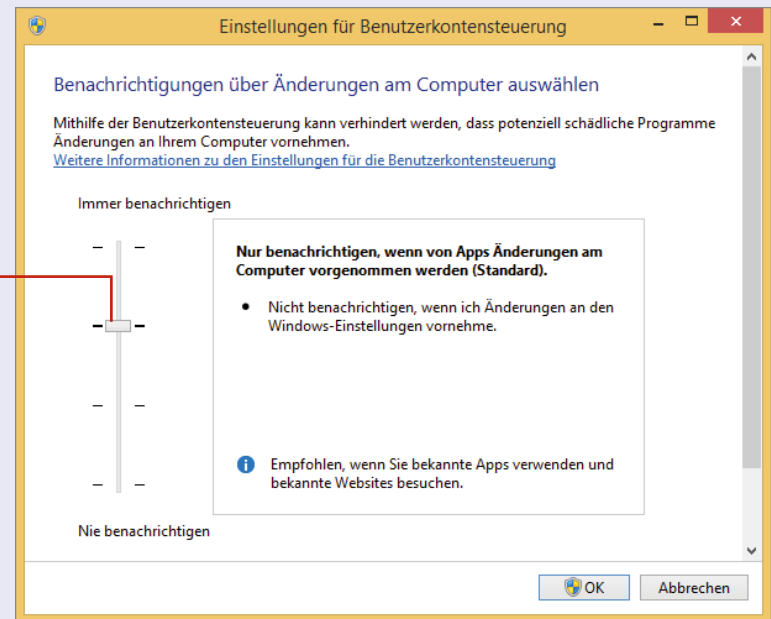 Einstellungen für Benutzerkontensteuerung
Benachrichtigungen über Änderungen am Computer auswählen
Mithilfe der Benutzerkontensteuerung kann verhindert werden, dass potenziell schädliche Programme
Änderungen an Ihrem Computer vornehmen.
Weitere Informationen zu den Einstellungen für die Benutzerkontensteuerung
Immer benachrichtigen
Nur benachrichtigen, wenn von Apps Änderungen am
Computer vorgenommen werden (Standard).
• Nicht benachrichtigen, wenn ich Änderungen an den
Windows-Einstellungen vornehme.
Empfohlen, wenn Sie bekannte Apps verwenden und
bekannte Websites besuchen.
Nie benachrichtigen
OK Abbrechen